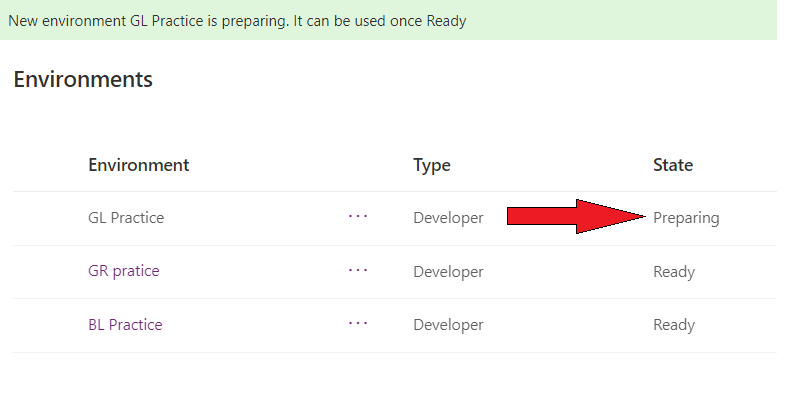 New environment GL Practice is preparing. It can be used once Ready
Environments
Environment Type State
GL Practice ... Developer Preparing
GR pratice ... Developer Ready
BL Practice ... Developer Ready